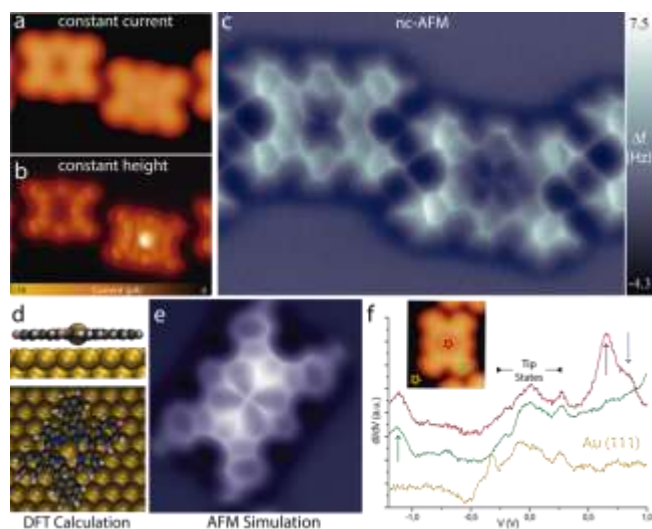 a
constant current
b
constant height
c
nc-AFM
7.5
Δf
(Hz)
-4.3
d
DFT Calculation
e
AFM Simulation
f
Tip
States
Au (111)
dI/dV (a.u.)
-1,0
-0,5
0,0
0,5
1,0
V (V)